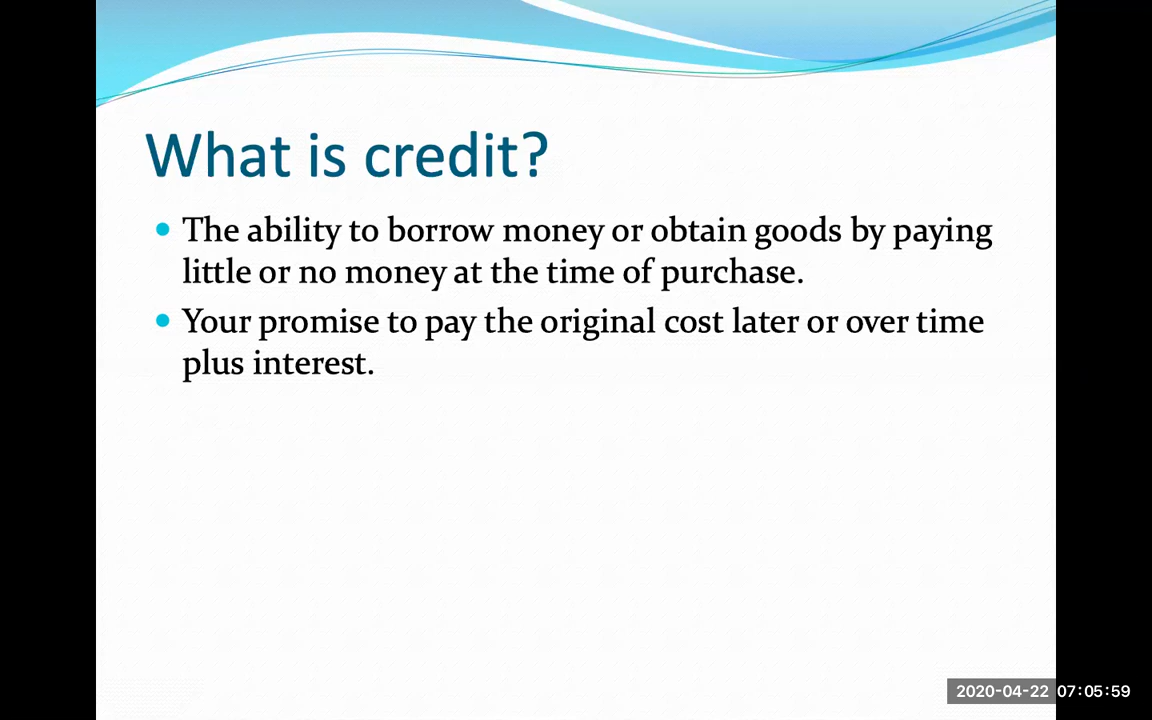 What is credit?
The ability to borrow money or obtain goods by paying
little or no money at the time of purchase.
Your promise to pay the original cost later or over time
plus interest.
2020-04-22 07:05:59